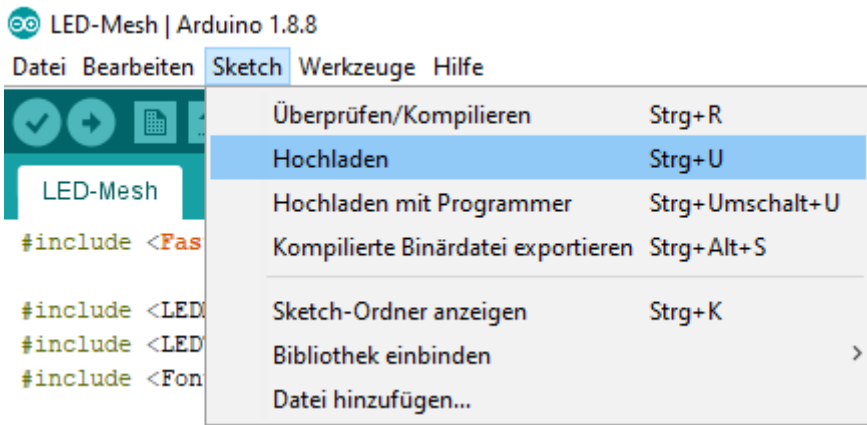 LED-Mesh | Arduino 1.8.8
Datei Bearbeiten Sketch Werkzeuge Hilfe
Überprüfen/Kompilieren Strg+R
Hochladen Strg+U
LED-Mesh
Hochladen mit Programmer Strg+Umschalt+U
#include <Fas
Kompilierte Binärdatei exportieren Strg+Alt+S
#include <LED
Sketch-Ordner anzeigen Strg+K
#include <LED
Bibliothek einbinden
#include <Fon
Datei hinzufügen...